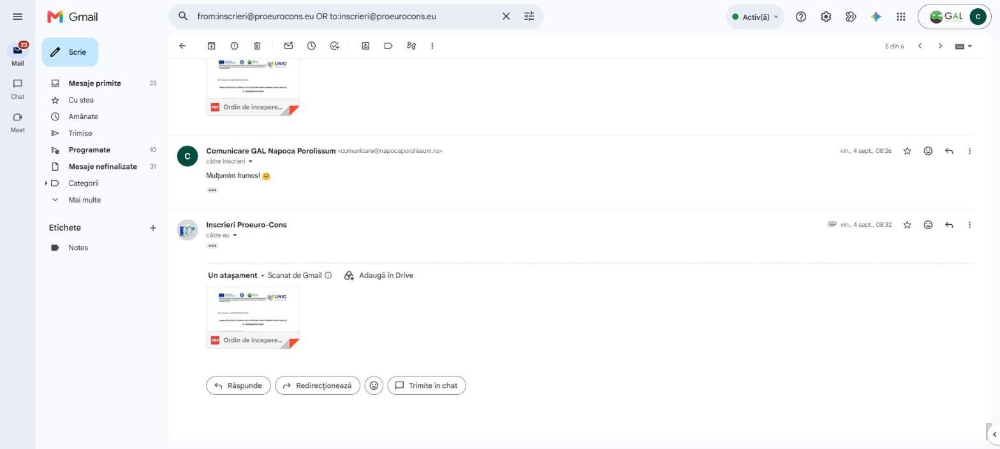 Gmail
from:inscrieri@proeurocons.eu OR to:inscrieri@proeurocons.eu
Activ(ă)
GAL
C
23
Mail
Chat
Meet
Scrie
Mesaje primite 23
Cu stea
Amânate
Trimise
Programate 10
Mesaje nefinalizate 31
Categorii
Mai multe
Etichete
Notes
5 din 6
UNIC
PDF Ordin de începere...
C
Comunicare GAL Napoca Porolissum <comunicare@napocaporolissum.ro>
vin., 4 sept., 08:26
către Inscrieri
Mulțumim frumos! 🤗
Inscrieri Proeuro-Cons
vin., 4 sept., 08:32
către eu
Un atașament • Scanat de Gmail
Adaugă în Drive
UNIC
PDF Ordin de începere...
Răspunde
Redirecționează
Trimite în chat